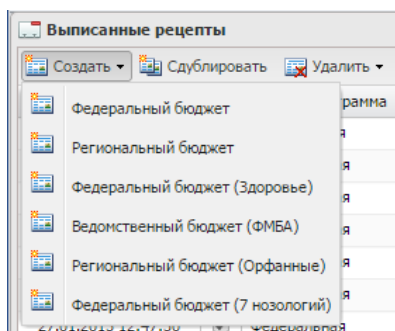 Выписанные рецепты
Создать Сдублировать Удалить
Федеральный бюджет
Региональный бюджет
Федеральный бюджет (Здоровье)
Ведомственный бюджет (ФМБА)
Региональный бюджет (Орфанные)
Федеральный бюджет (7 нозологий)